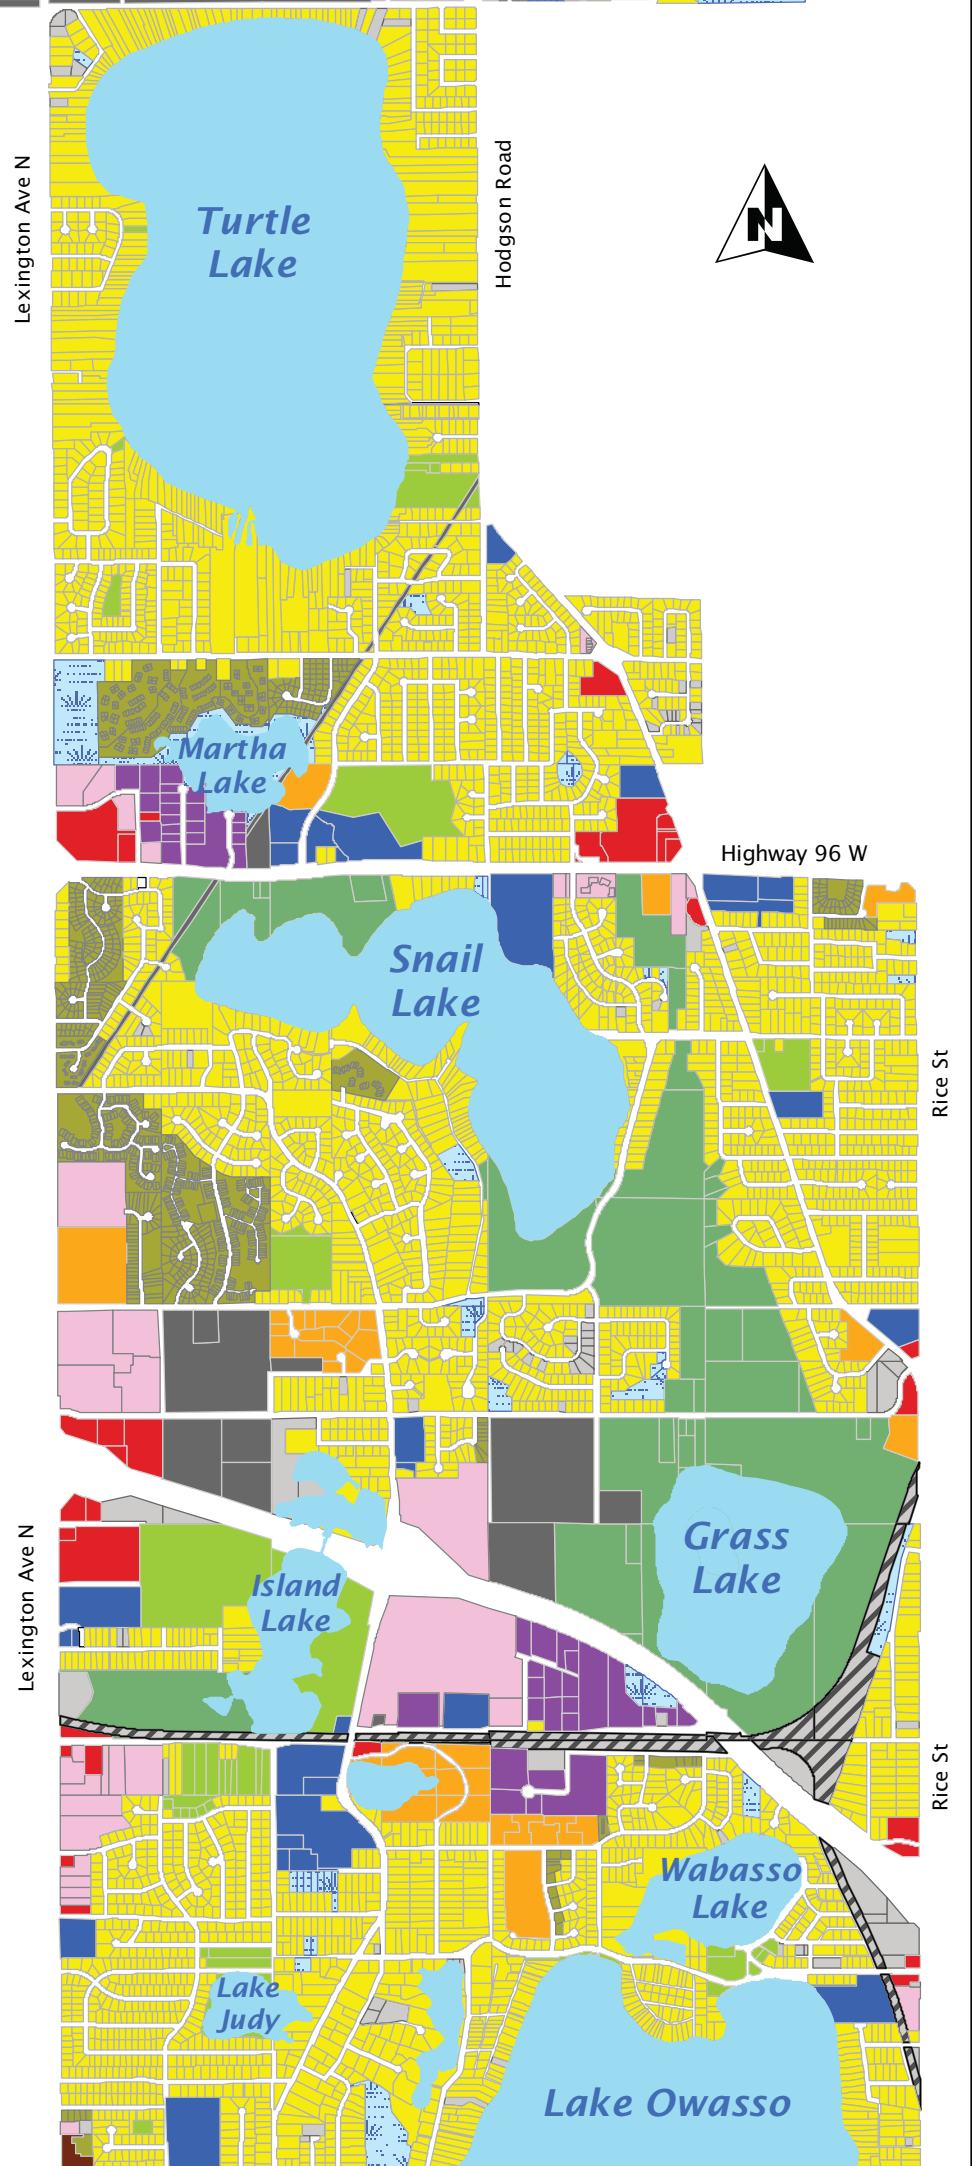 Lexington Ave N
Hodgson Road
N
Turtle
Lake
Martha
Lake
Highway 96 W
Snail
Lake
Rice St
Lexington Ave N
Grass
Lake
Island
Lake
Rice St
Wabasso
Lake
Lake
Judy
Lake Owasso